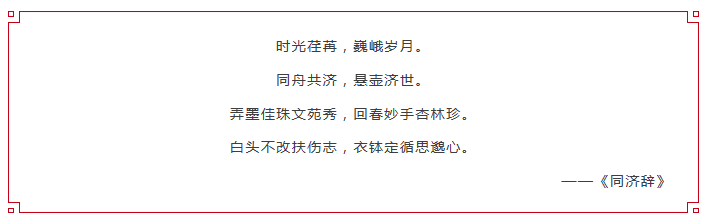 时光荏苒，巍峨岁月。
同舟共济，悬壶济世。
弄墨佳珠文苑秀，回春妙手杏林珍。
白头不改扶伤志，衣钵定循思邈心。
——《同济辞》